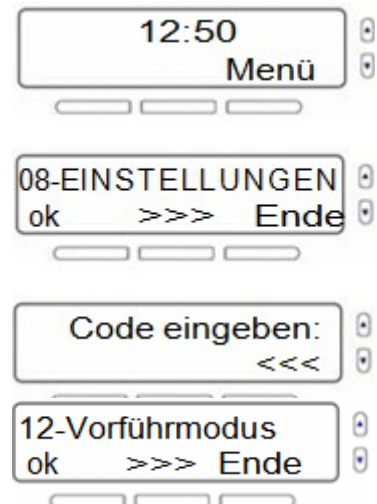 12:50
Menü
08-EINSTELLUNGEN
ok >>> Ende
Code eingeben:
<<<
12-Vorführmodus
ok >>> Ende